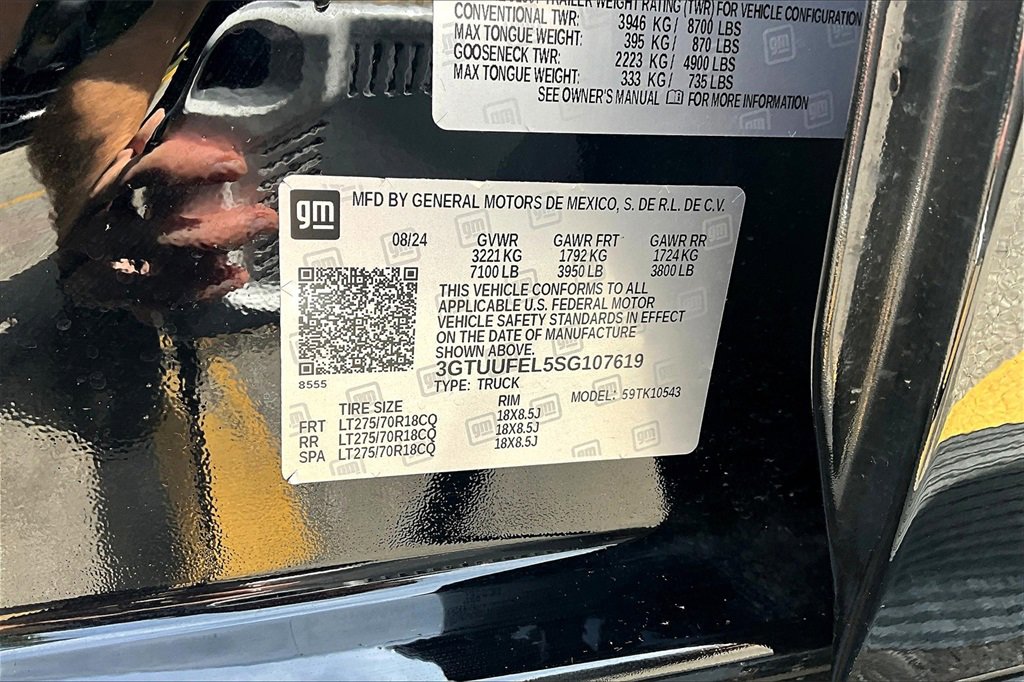 TRAILER WEIGHT RATING (TWR) FOR VEHICLE CONFIGURATION
CONVENTIONAL TWR: 3946 KG / 8700 LBS
MAX TONGUE WEIGHT: 395 KG / 870 LBS
GOOSENECK TWR: 2223 KG / 4900 LBS
MAX TONGUE WEIGHT: 333 KG / 735 LBS
SEE OWNER'S MANUAL FOR MORE INFORMATION
gm MFD BY GENERAL MOTORS DE MEXICO, S. DE R.L. DE C.V.
08/24 GVWR GAWR FRT GAWR RR
3221 KG 1792 KG 1724 KG
7100 LB 3950 LB 3800 LB
THIS VEHICLE CONFORMS TO ALL
APPLICABLE U.S. FEDERAL MOTOR
VEHICLE SAFETY STANDARDS IN EFFECT
ON THE DATE OF MANUFACTURE
SHOWN ABOVE.
3GTUUFEL5SG107619
8555 TYPE: TRUCK MODEL: 59TK10543
TIRE SIZE RIM
FRT LT275/70R18CQ 18X8.5J
RR LT275/70R18CQ 18X8.5J
SPA LT275/70R18CQ 18X8.5J